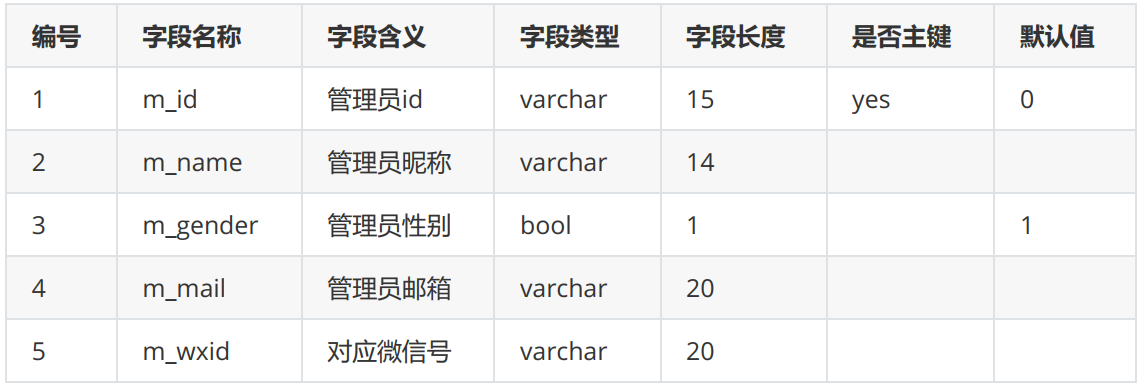 编号 字段名称 字段含义 字段类型 字段长度 是否主键 默认值
1 m_id 管理员id varchar 15 yes 0
2 m_name 管理员昵称 varchar 14
3 m_gender 管理员性别 bool 1 1
4 m_mail 管理员邮箱 varchar 20
5 m_wxid 对应微信号 varchar 20